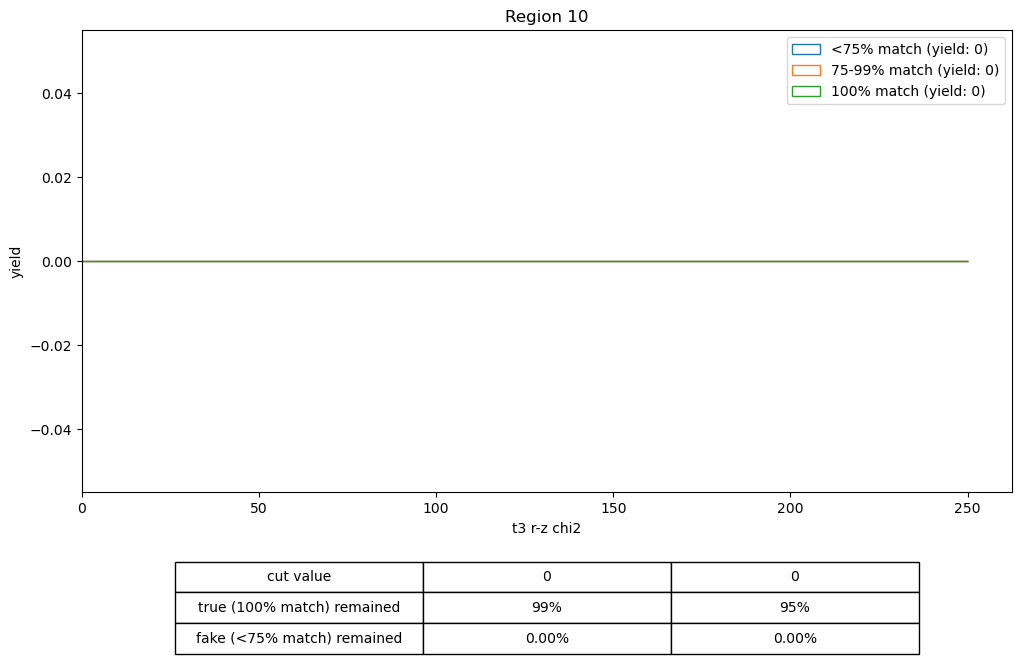 Region 10
<75% match (yield: 0)
75-99% match (yield: 0)
100% match (yield: 0)
yield
0.04
0.02
0.00
−0.02
−0.04
0 50 100 150 200 250
t3 r-z chi2
cut value 0 0
true (100% match) remained 99% 95%
fake (<75% match) remained 0.00% 0.00%